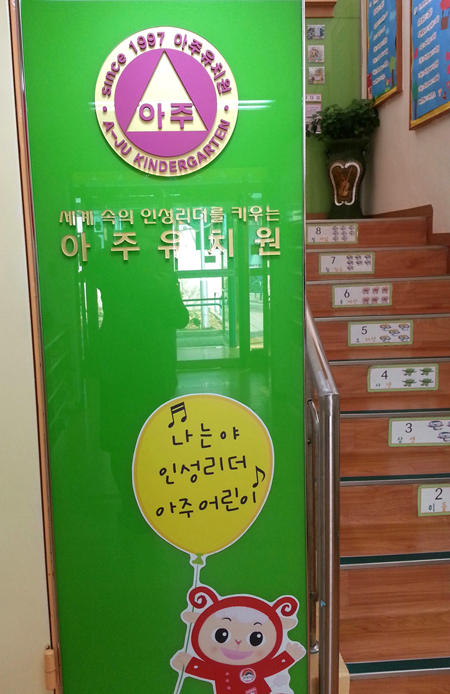 since 1997 아주유치원
아주
A-JU KINDERGARTEN
세계 속의 인성리더를 키우는
아주유치원
나는야
인성리더
아주어린이
8
7
6
5
4
3
2